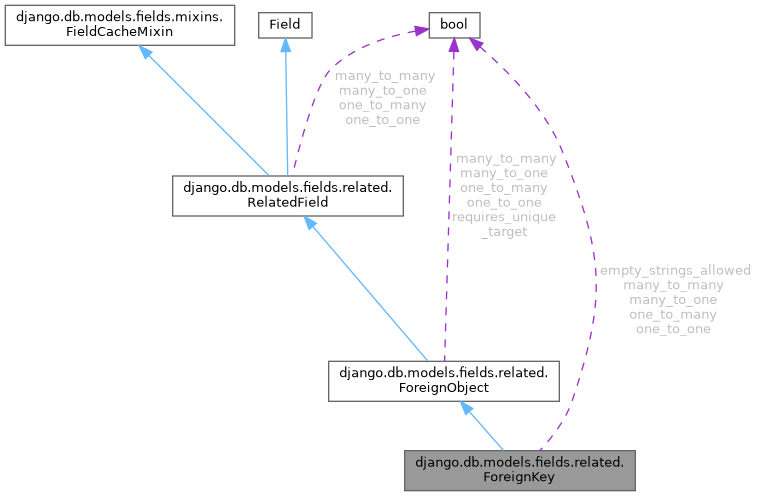 django.db.models.fields.mixins.
FieldCacheMixin
Field
bool
many_to_many
many_to_one
one_to_many
one_to_one
django.db.models.fields.related.
RelatedField
many_to_many
many_to_one
one_to_many
one_to_one
requires_unique
_target
empty_strings_allowed
many_to_many
many_to_one
one_to_many
one_to_one
django.db.models.fields.related.
ForeignObject
django.db.models.fields.related.
ForeignKey